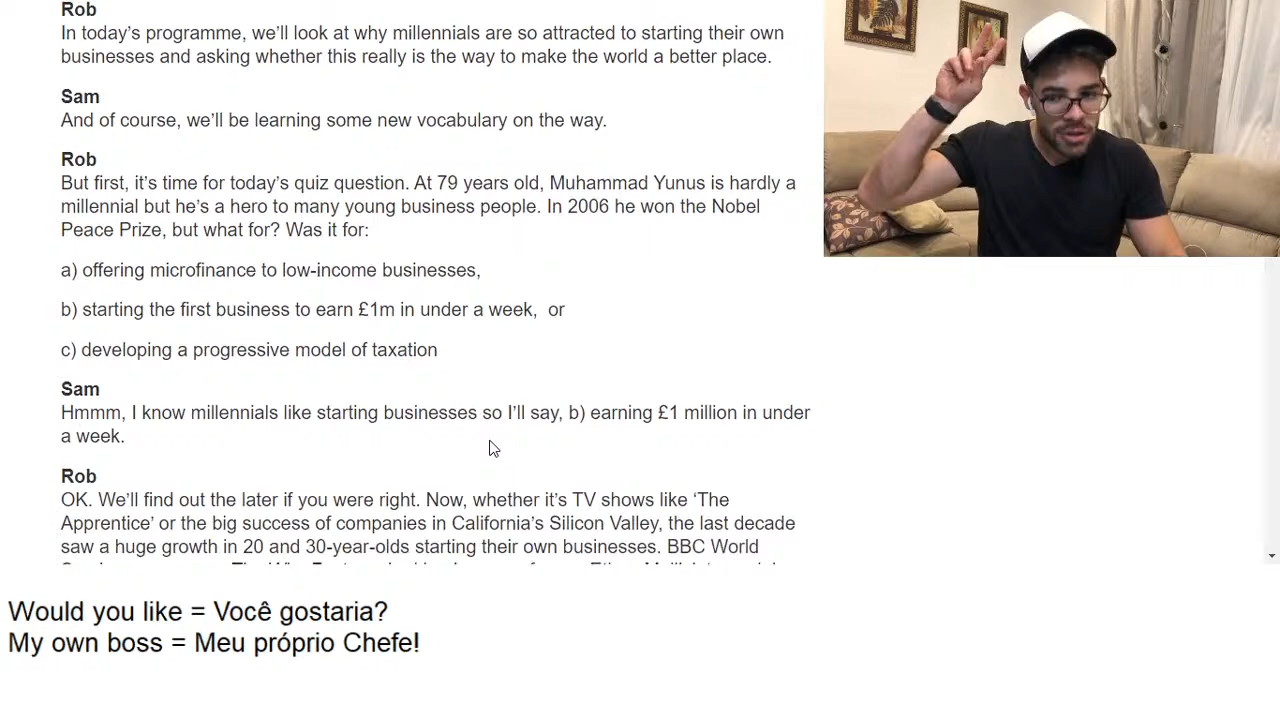 Rob
In today’s programme, we’ll look at why millennials are so attracted to starting their own
businesses and asking whether this really is the way to make the world a better place.
Sam
And of course, we’ll be learning some new vocabulary on the way.
Rob
But first, it’s time for today’s quiz question. At 79 years old, Muhammad Yunus is hardly a
millennial but he’s a hero to many young business people. In 2006 he won the Nobel
Peace Prize, but what for? Was it for:
a) offering microfinance to low-income businesses,
b) starting the first business to earn £1m in under a week,  or
c) developing a progressive model of taxation
Sam
Hmmm, I know millennials like starting businesses so I’ll say, b) earning £1 million in under
a week.
Rob
OK. We’ll find out the later if you were right. Now, whether it’s TV shows like ‘The
Apprentice’ or the big success of companies in California’s Silicon Valley, the last decade
saw a huge growth in 20 and 30-year-olds starting their own businesses. BBC World
Would you like = Você gostaria?
My own boss = Meu próprio Chefe!